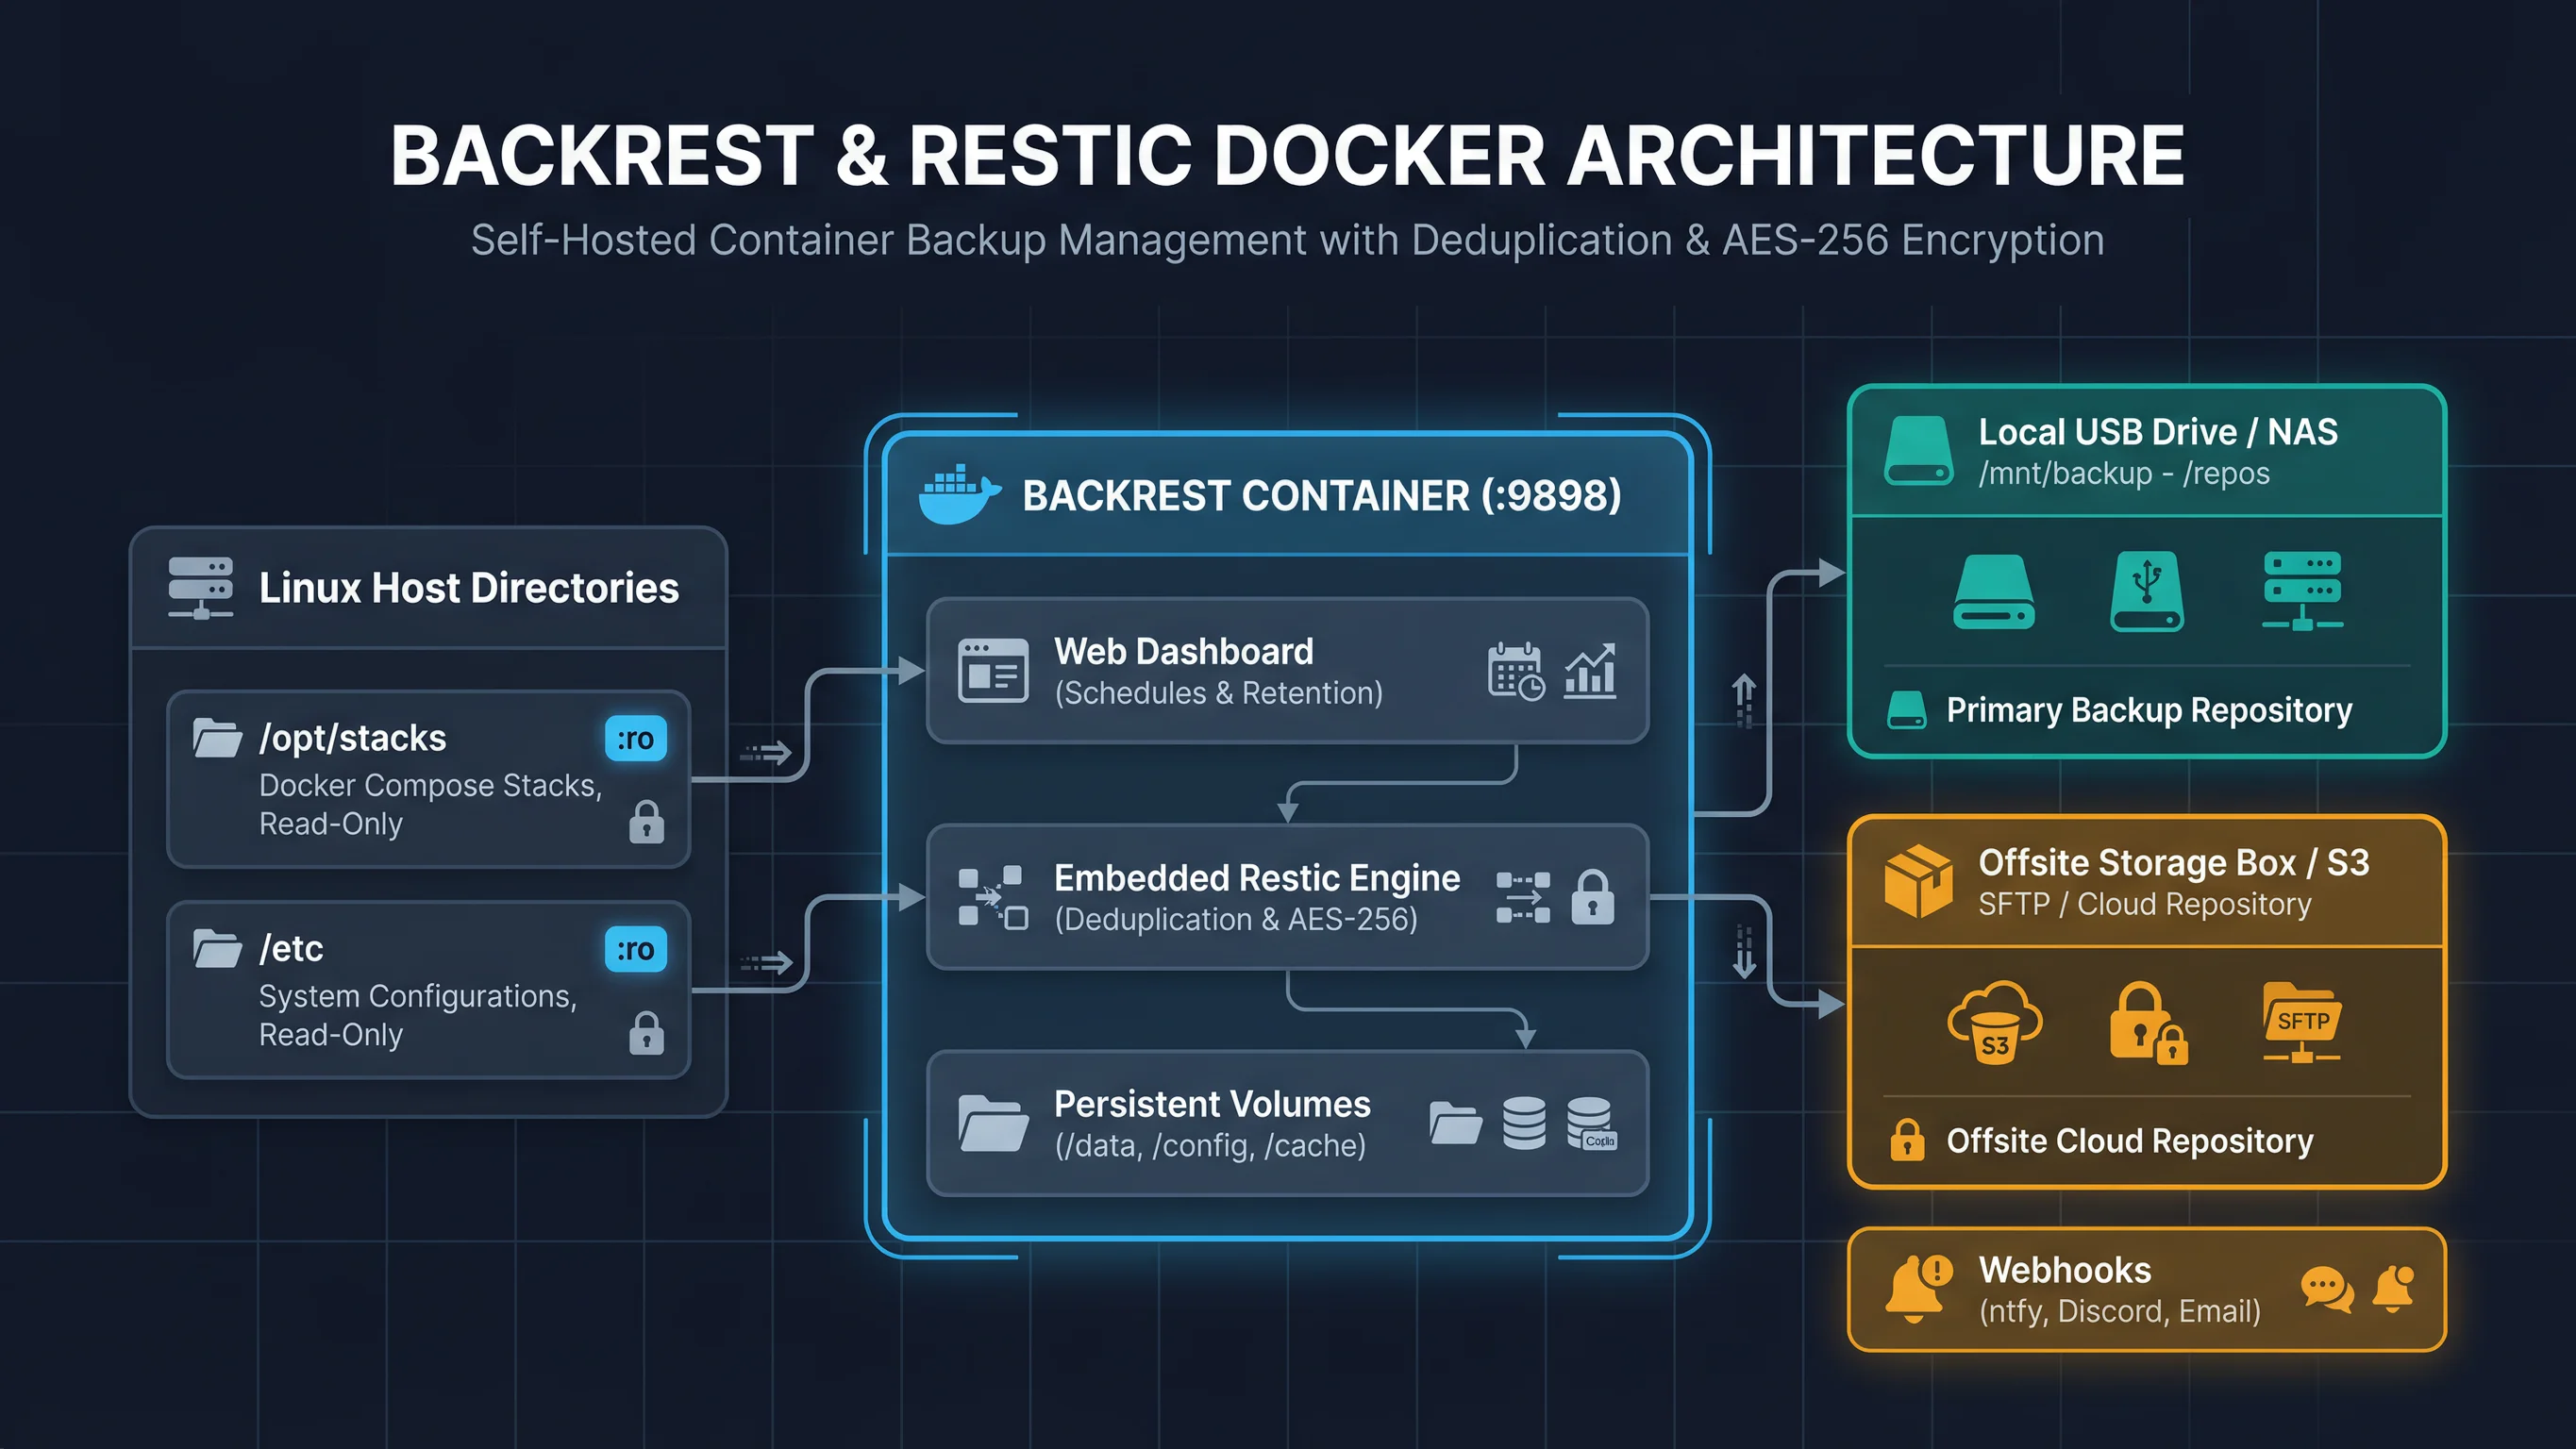 BACKREST & RESTIC DOCKER ARCHITECTURE
Self-Hosted Container Backup Management with Deduplication & AES-256 Encryption
Linux Host Directories
/opt/stacks
:ro
Docker Compose Stacks,
Read-Only
/etc
:ro
System Configurations,
Read-Only
BACKREST CONTAINER (:9898)
Web Dashboard
(Schedules & Retention)
Embedded Restic Engine
(Deduplication & AES-256)
Persistent Volumes
(/data, /config, /cache)
Local USB Drive / NAS
/mnt/backup - /repos
Primary Backup Repository
Offsite Storage Box / S3
SFTP / Cloud Repository
S3
SFTP
Offsite Cloud Repository
Webhooks
(ntfy, Discord, Email)